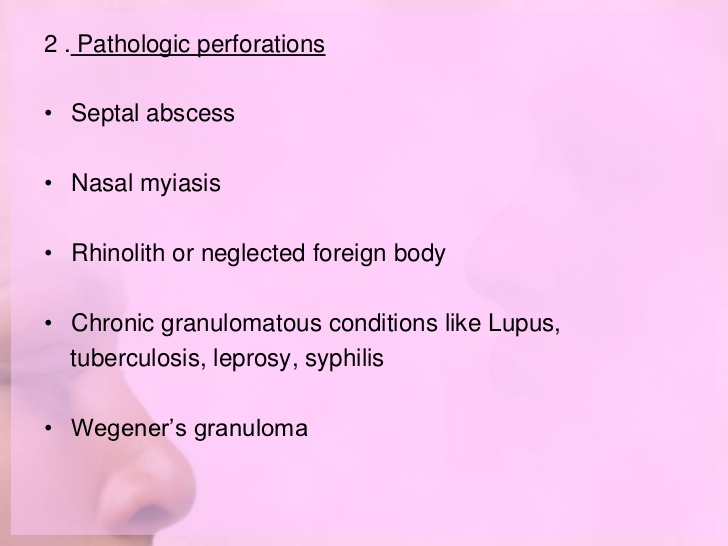 2 . Pathologic perforations
• Septal abscess
• Nasal myiasis
• Rhinolith or neglected foreign body
• Chronic granulomatous conditions like Lupus,
tuberculosis, leprosy, syphilis
• Wegener’s granuloma